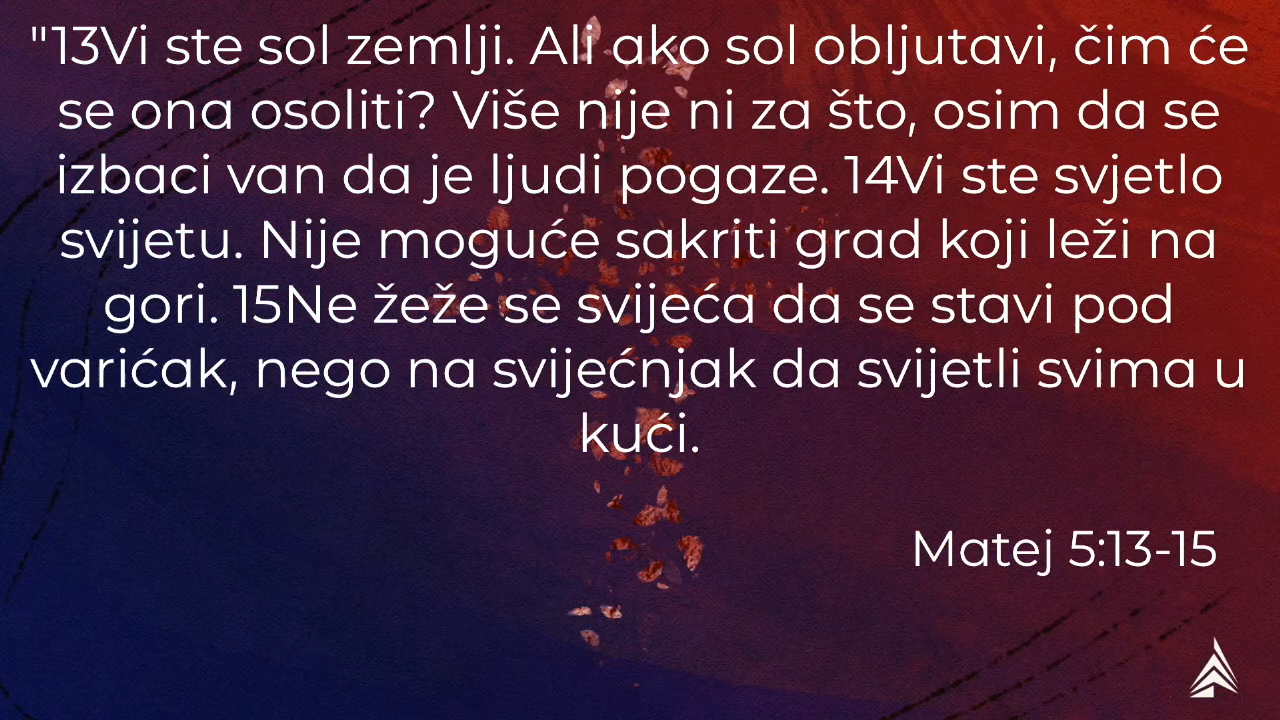 "13Vi ste sol zemlji. Ali ako sol obljutavi, čim će
se ona osoliti? Više nije ni za što, osim da se
izbaci van da je ljudi pogaze. 14Vi ste svjetlo
svijetu. Nije moguće sakriti grad koji leži na
gori. 15Ne žeže se svijeća da se stavi pod
varićak, nego na svijećnjak da svijetli svima u
kući.
Matej 5:13-15